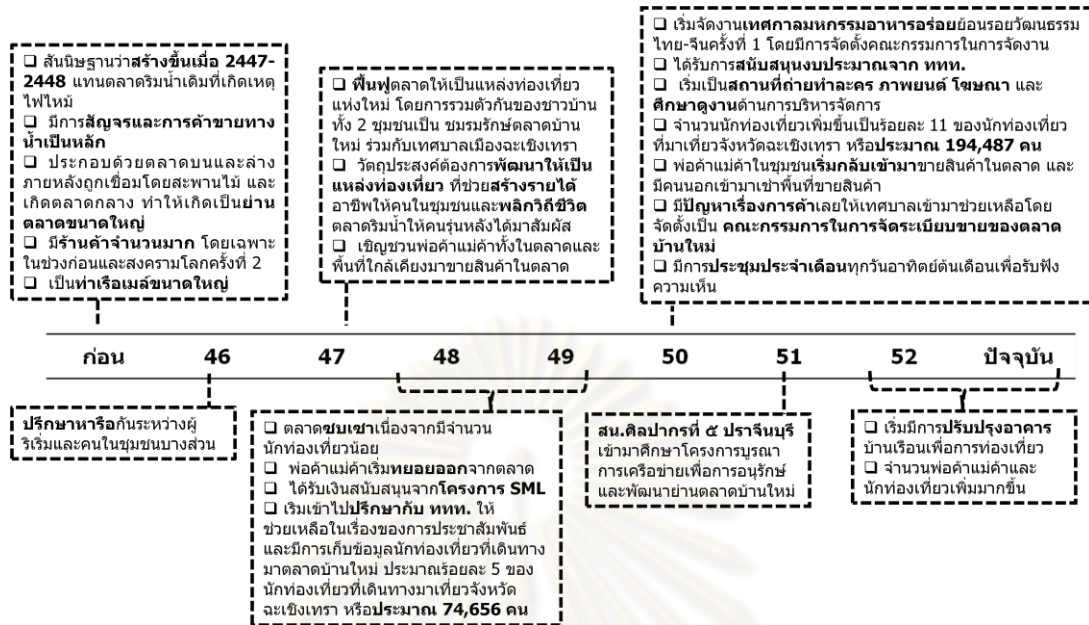 ❑ สันนิษฐานว่าสร้างขึ้นเมื่อ 2447-
2448 แทนตลาดริมน้ำเดิมที่เกิดเหตุ
ไฟไหม้
❑ มีการสัญจรและการค้าขายทาง
น้ำเป็นหลัก
❑ ประกอบด้วยตลาดบนและล่าง
ภายหลังถูกเชื่อมโดยสะพานไม้ และ
เกิดตลาดกลาง ทำให้เกิดเป็นย่าน
ตลาดขนาดใหญ่
❑ มีร้านค้าจำนวนมาก โดยเฉพาะ
ในช่วงก่อนและสงครามโลกครั้งที่ 2
❑ เป็นท่าเรือเมล์ขนาดใหญ่
❑ ฟื้นฟูตลาดให้เป็นแหล่งท่องเที่ยว
แห่งใหม่ โดยการรวมตัวกันของชาวบ้าน
ทั้ง 2 ชุมชนเป็น ชมรมรักษ์ตลาดบ้าน
ใหม่ ร่วมกับเทศบาลเมืองฉะเชิงเทรา
❑ วัตถุประสงค์ต้องการพัฒนาให้เป็น
แหล่งท่องเที่ยว ที่ช่วยสร้างรายได้
อาชีพให้คนในชุมชนและพลิกวิถีชีวิต
ตลาดริมน้ำให้คนรุ่นหลังได้มาสัมผัส
❑ เชิญชวนพ่อค้าแม่ค้าทั้งในตลาดและ
พื้นที่ใกล้เคียงมาขายสินค้าในตลาด
❑ เริ่มจัดงานเทศกาลมหกรรมอาหารอร่อยย้อนรอยวัฒนธรรม
ไทย-จีนครั้งที่ 1 โดยมีการจัดตั้งคณะกรรมการในการจัดงาน
❑ ได้รับการสนับสนุนงบประมาณจาก ททท.
❑ เริ่มเป็นสถานที่ถ่ายทำละคร ภาพยนต์ โฆษณา และ
ศึกษาดูงานด้านการบริหารจัดการ
❑ จำนวนนักท่องเที่ยวเพิ่มขึ้นเป็นร้อยละ 11 ของนักท่องเที่ยว
ที่มาเที่ยวจังหวัดฉะเชิงเทรา หรือประมาณ 194,487 คน
❑ พ่อค้าแม่ค้าในชุมชนเริ่มกลับเข้ามาขายสินค้าในตลาด และ
มีคนนอกเข้ามาเช่าพื้นที่ขายสินค้า
❑ มีปัญหาเรื่องการค้าเลยให้เทศบาลเข้ามาช่วยเหลือโดย
จัดตั้งเป็น คณะกรรมการในการจัดระเบียบขายของตลาด
บ้านใหม่
❑ มีการประชุมประจำเดือนทุกวันอาทิตย์ต้นเดือนเพื่อรับฟัง
ความเห็น
ก่อน 46 47 48 49 50 51 52 ปัจจุบัน
ปรึกษาหารือกันระหว่างผู้
ริเริ่มและคนในชุมชนบางส่วน
❑ ตลาดซบเซาเนื่องจากมีจำนวน
นักท่องเที่ยวน้อย
❑ พ่อค้าแม่ค้าเริ่มทยอยออกจากตลาด
❑ ได้รับเงินสนับสนุนจากโครงการ SML
❑ เริ่มเข้าไปปรึกษากับ ททท. ให้
ช่วยเหลือในเรื่องของการประชาสัมพันธ์
และมีการเก็บข้อมูลนักท่องเที่ยวที่เดินทาง
มาตลาดบ้านใหม่ ประมาณร้อยละ 5 ของ
นักท่องเที่ยวที่เดินทางมาเที่ยวจังหวัด
ฉะเชิงเทรา หรือประมาณ 74,656 คน
สน.ศิลปากรที่ ๕ ปราจีนบุรี
เข้ามาศึกษาโครงการบูรณา
การเครือข่ายเพื่อการอนุรักษ์
และพัฒนาย่านตลาดบ้านใหม่
❑ เริ่มมีการปรับปรุงอาคาร
บ้านเรือนเพื่อการท่องเที่ยว
❑ จำนวนพ่อค้าแม่ค้าและ
นักท่องเที่ยวเพิ่มมากขึ้น